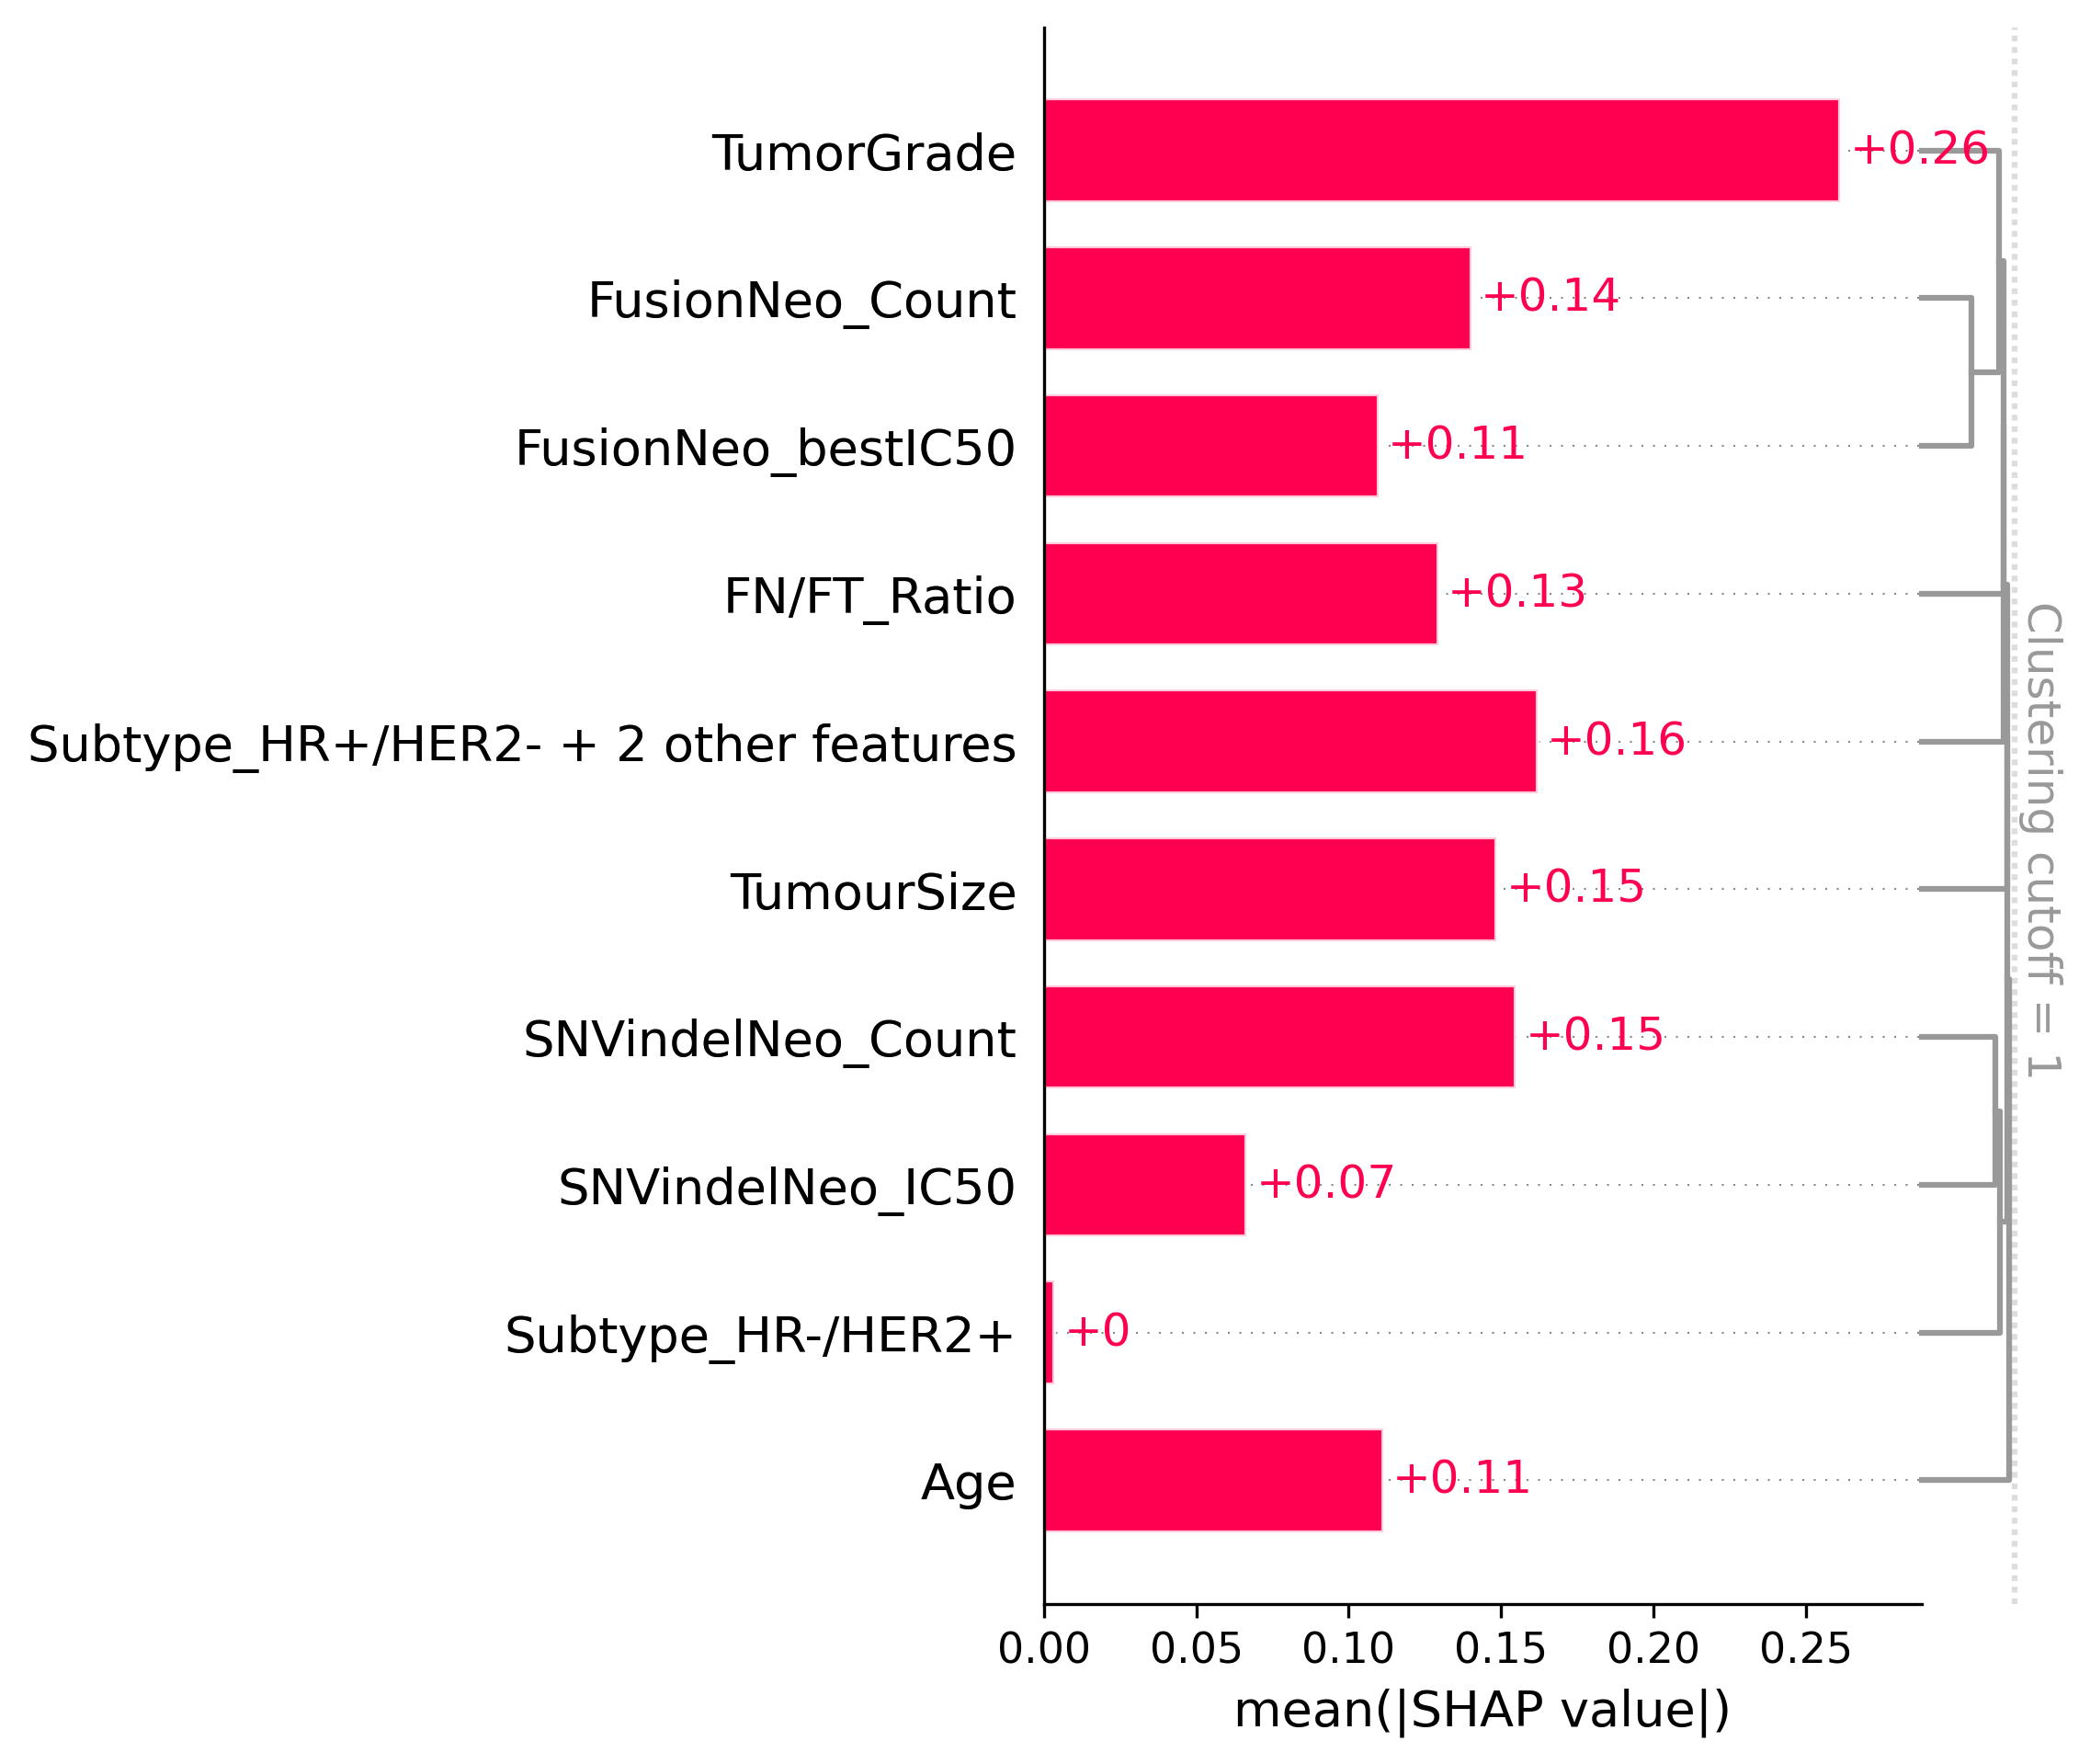 TumorGrade +0.26
FusionNeo_Count +0.14
FusionNeo_bestIC50 +0.11
FN/FT_Ratio +0.13
Subtype_HR+/HER2- + 2 other features +0.16
TumourSize +0.15
SNVindelNeo_Count +0.15
SNVindelNeo_IC50 +0.07
Subtype_HR-/HER2+ +0
Age +0.11
0.00 0.05 0.10 0.15 0.20 0.25
mean(|SHAP value|)
Clustering cutoff = 1